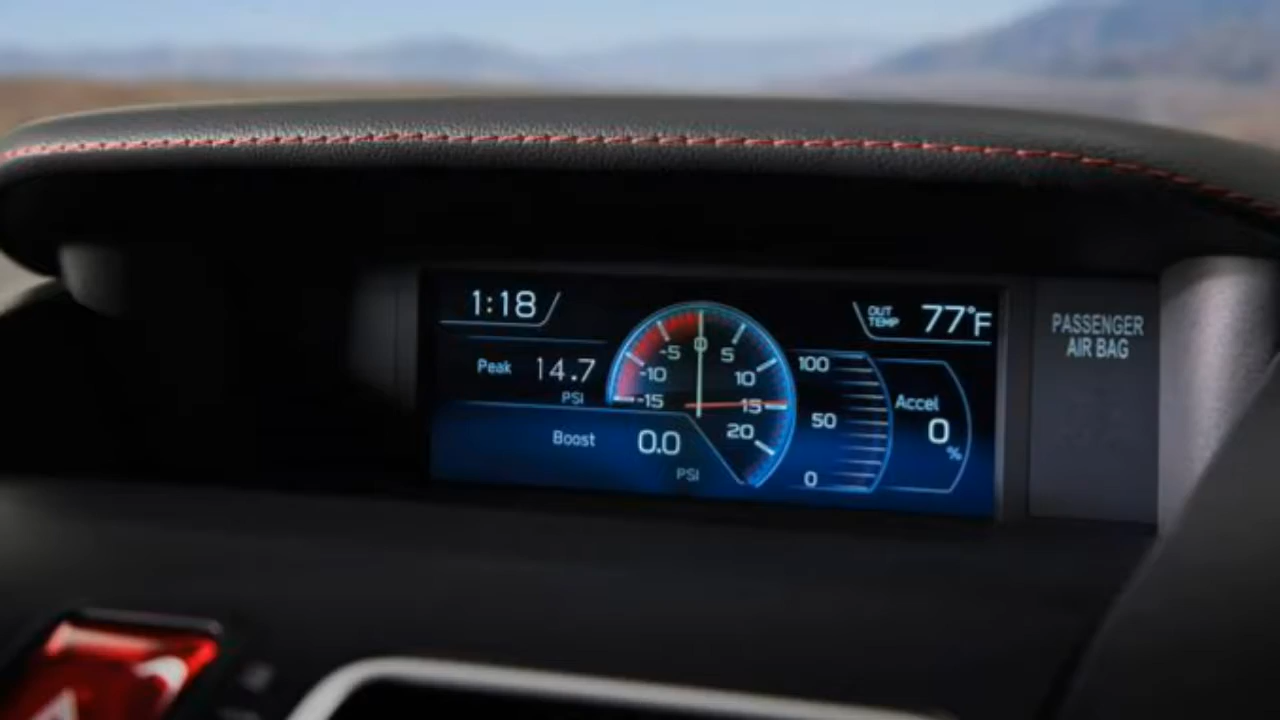 1:18
OUT
TEMP
77°F
Peak 14.7
PSI
Boost 0.0
PSI
-15
-10
-5
0
5
10
15
20
100
50
0
Accel
0
%
PASSENGER
AIR BAG